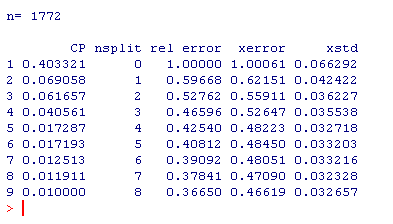 n= 1772
CP nsplit rel error xerror xstd
1 0.403321 0 1.00000 1.00061 0.066292
2 0.069058 1 0.59668 0.62151 0.042422
3 0.061657 2 0.52762 0.55911 0.036227
4 0.040561 3 0.46596 0.52647 0.035538
5 0.017287 4 0.42540 0.48223 0.032718
6 0.017193 5 0.40812 0.48450 0.033203
7 0.012513 6 0.39092 0.48051 0.033216
8 0.011911 7 0.37841 0.47090 0.032328
9 0.010000 8 0.36650 0.46619 0.032657
>